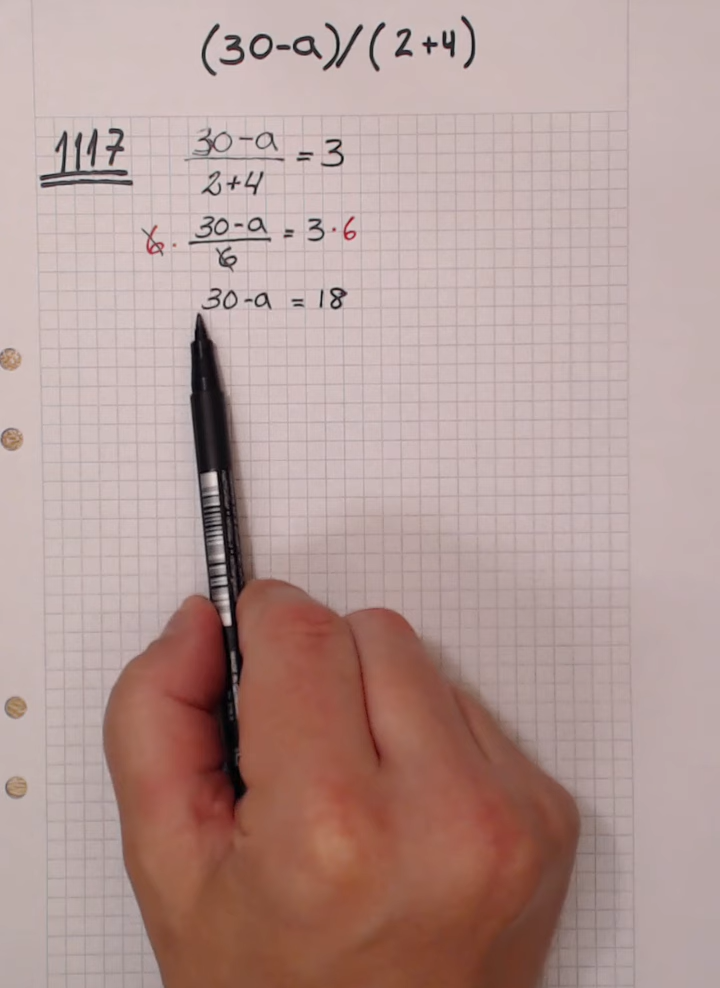 (30-a)/(2+4)
1117
30-a
2+4
= 3
6 · 30-a
6
= 3 · 6
30-a = 18